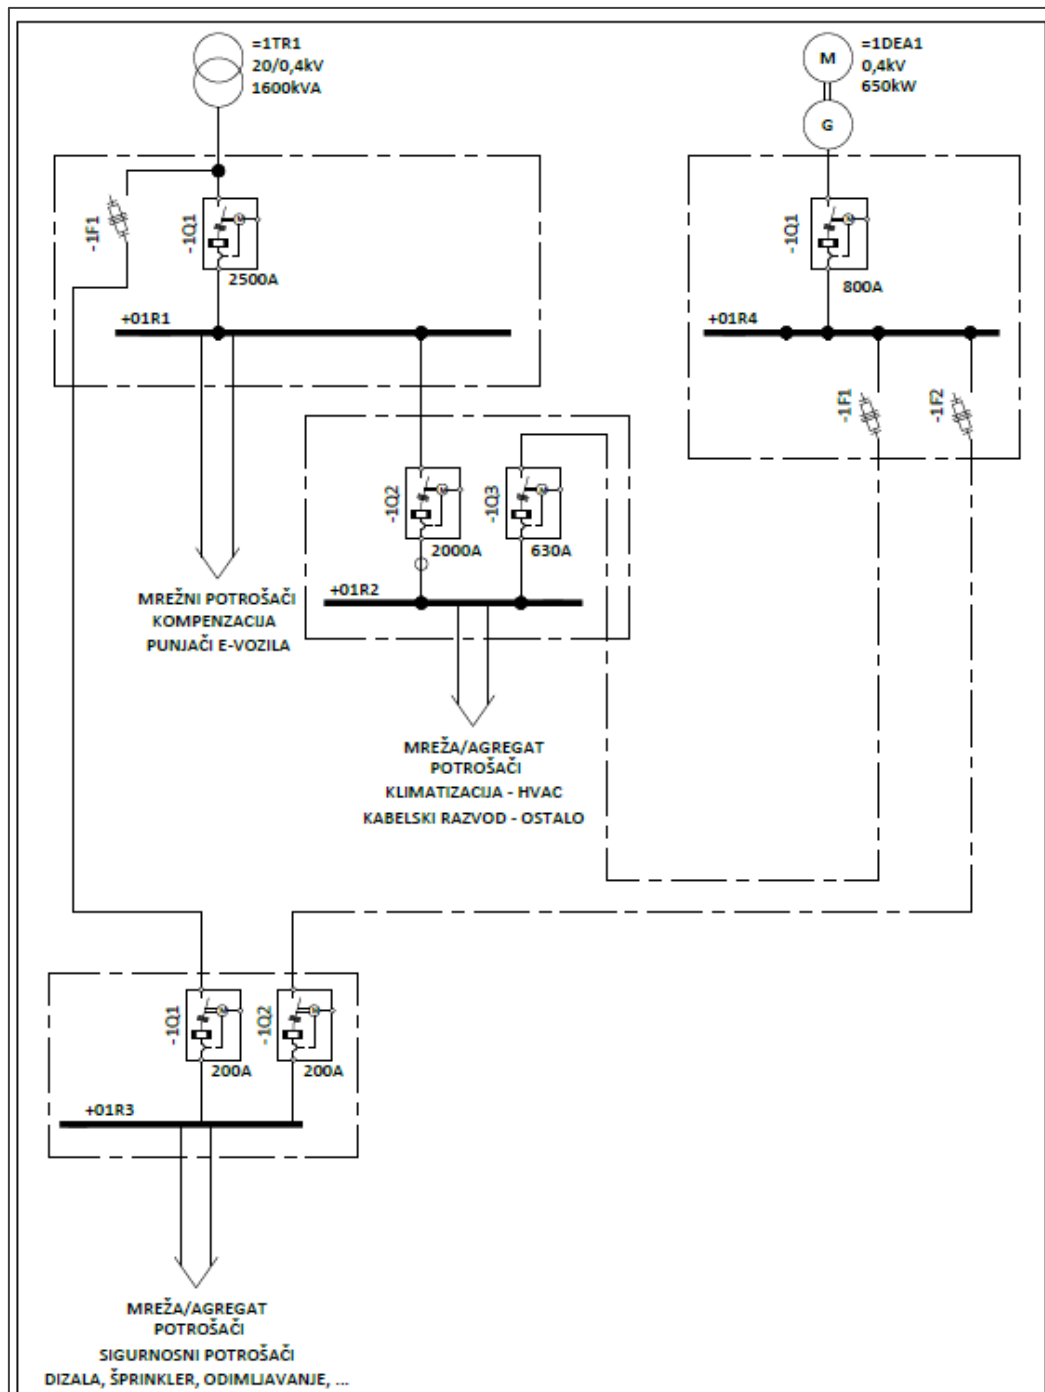 =1TR1
20/0,4kV
1600kVA
=1DEA1
0,4kV
650kW
M
G
-1F1
-1Q1
M
2500A
-1Q1
M
800A
+01R1
+01R4
-1F1
-1F2
-1Q2
M
2000A
-1Q3
M
630A
+01R2
MREŽNI POTROŠAČI
KOMPENZACIJA
PUNJAČI E-VOZILA
MREŽA/AGREGAT
POTROŠAČI
KLIMATIZACIJA - HVAC
KABELSKI RAZVOD - OSTALO
-1Q1
M
200A
-1Q2
M
200A
+01R3
MREŽA/AGREGAT
POTROŠAČI
SIGURNOSNI POTROŠAČI
DIZALA, ŠPRINKLER, ODIMLJAVANJE, ...